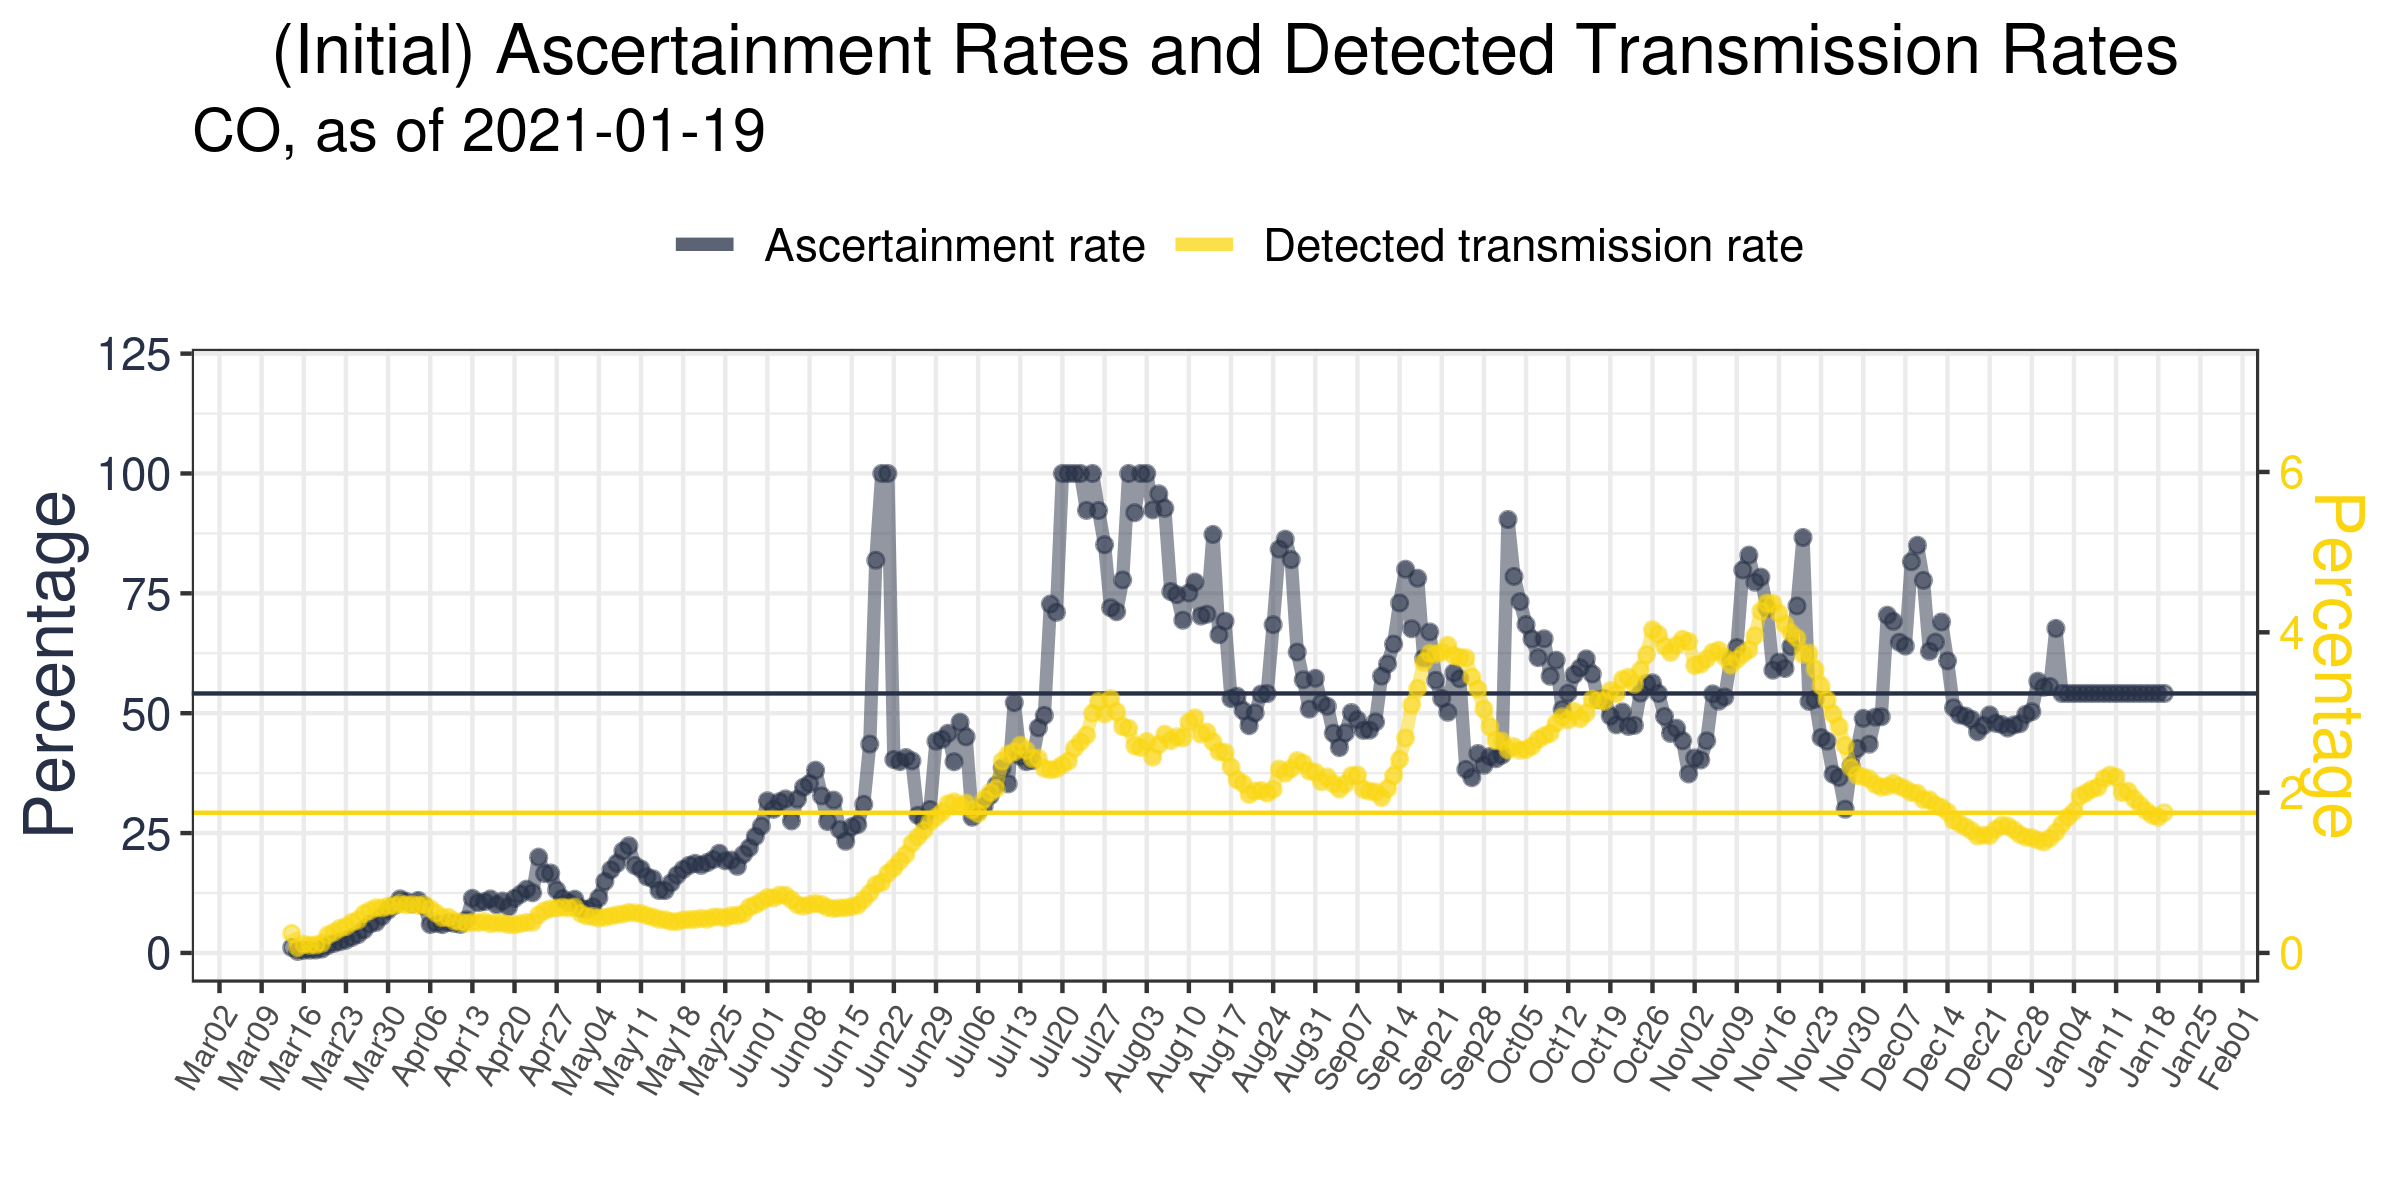 (Initial) Ascertainment Rates and Detected Transmission Rates
CO, as of 2021-01-19
Ascertainment rate
Detected transmission rate
Percentage
125
100
75
50
25
0
6
4
2
0
Percentage
Mar02
Mar09
Mar16
Mar23
Mar30
Apr06
Apr13
Apr20
Apr27
May04
May11
May18
May25
Jun01
Jun08
Jun15
Jun22
Jun29
Jul06
Jul13
Jul20
Jul27
Aug03
Aug10
Aug17
Aug24
Aug31
Sep07
Sep14
Sep21
Sep28
Oct05
Oct12
Oct19
Oct26
Nov02
Nov09
Nov16
Nov23
Nov30
Dec07
Dec14
Dec21
Dec28
Jan04
Jan11
Jan18
Jan25
Feb01